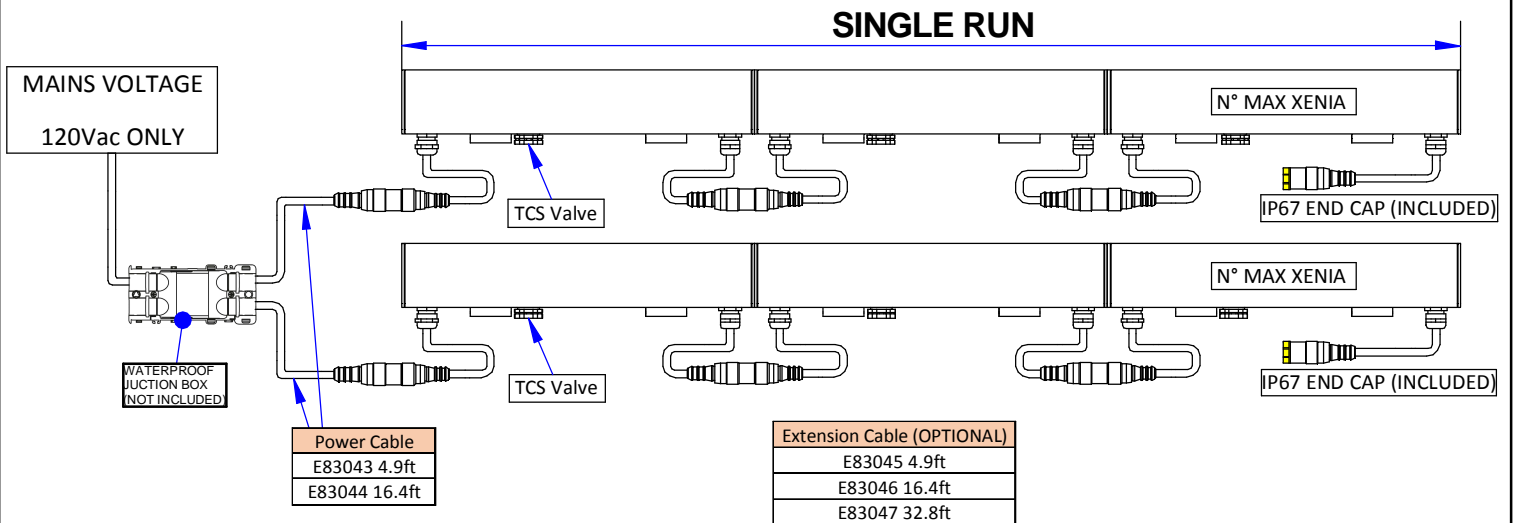 SINGLE RUN
MAINS VOLTAGE
120Vac ONLY
N° MAX XENIA
TCS Valve
IP67 END CAP (INCLUDED)
N° MAX XENIA
WATERPROOF
JUCTION BOX
(NOT INCLUDED)
TCS Valve
IP67 END CAP (INCLUDED)
Power Cable
E83043 4.9ft
E83044 16.4ft
Extension Cable (OPTIONAL)
E83045 4.9ft
E83046 16.4ft
E83047 32.8ft